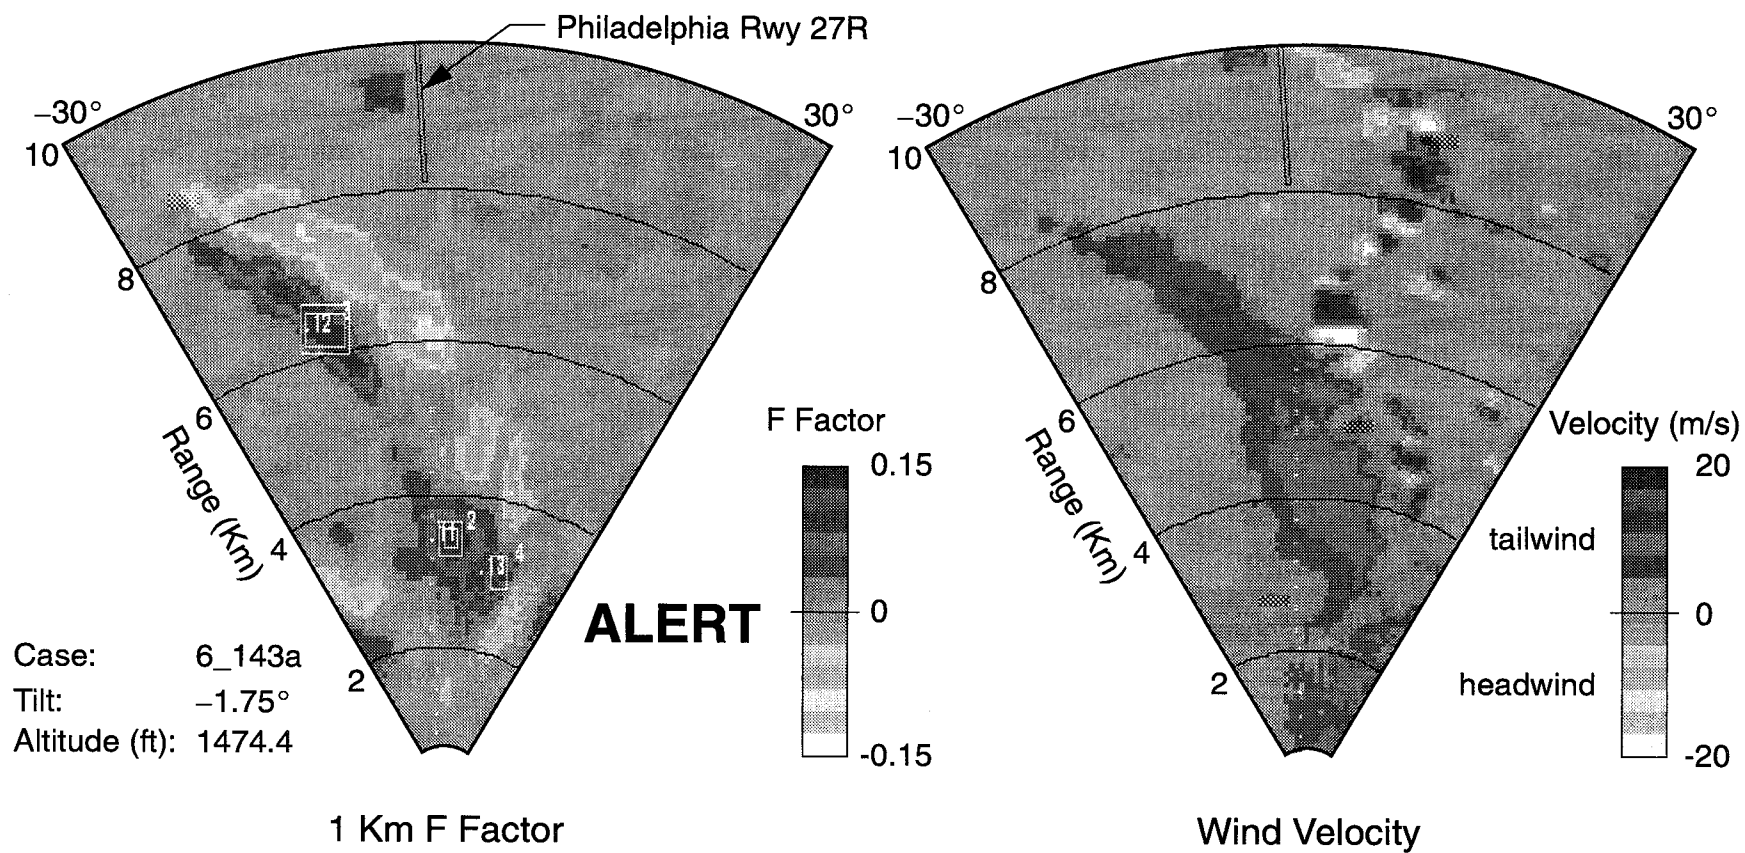 Philadelphia Rwy 27R
−30°
30°
−30°
30°
10
10
8
8
12
6
6
F Factor
Velocity (m/s)
0.15
20
Range (Km)
Range (Km)
2
11
4
3
4
4
tailwind
ALERT
0
0
Case: 6_143a
2
2
headwind
Tilt: −1.75°
Altitude (ft): 1474.4
-0.15
-20
1 Km F Factor
Wind Velocity